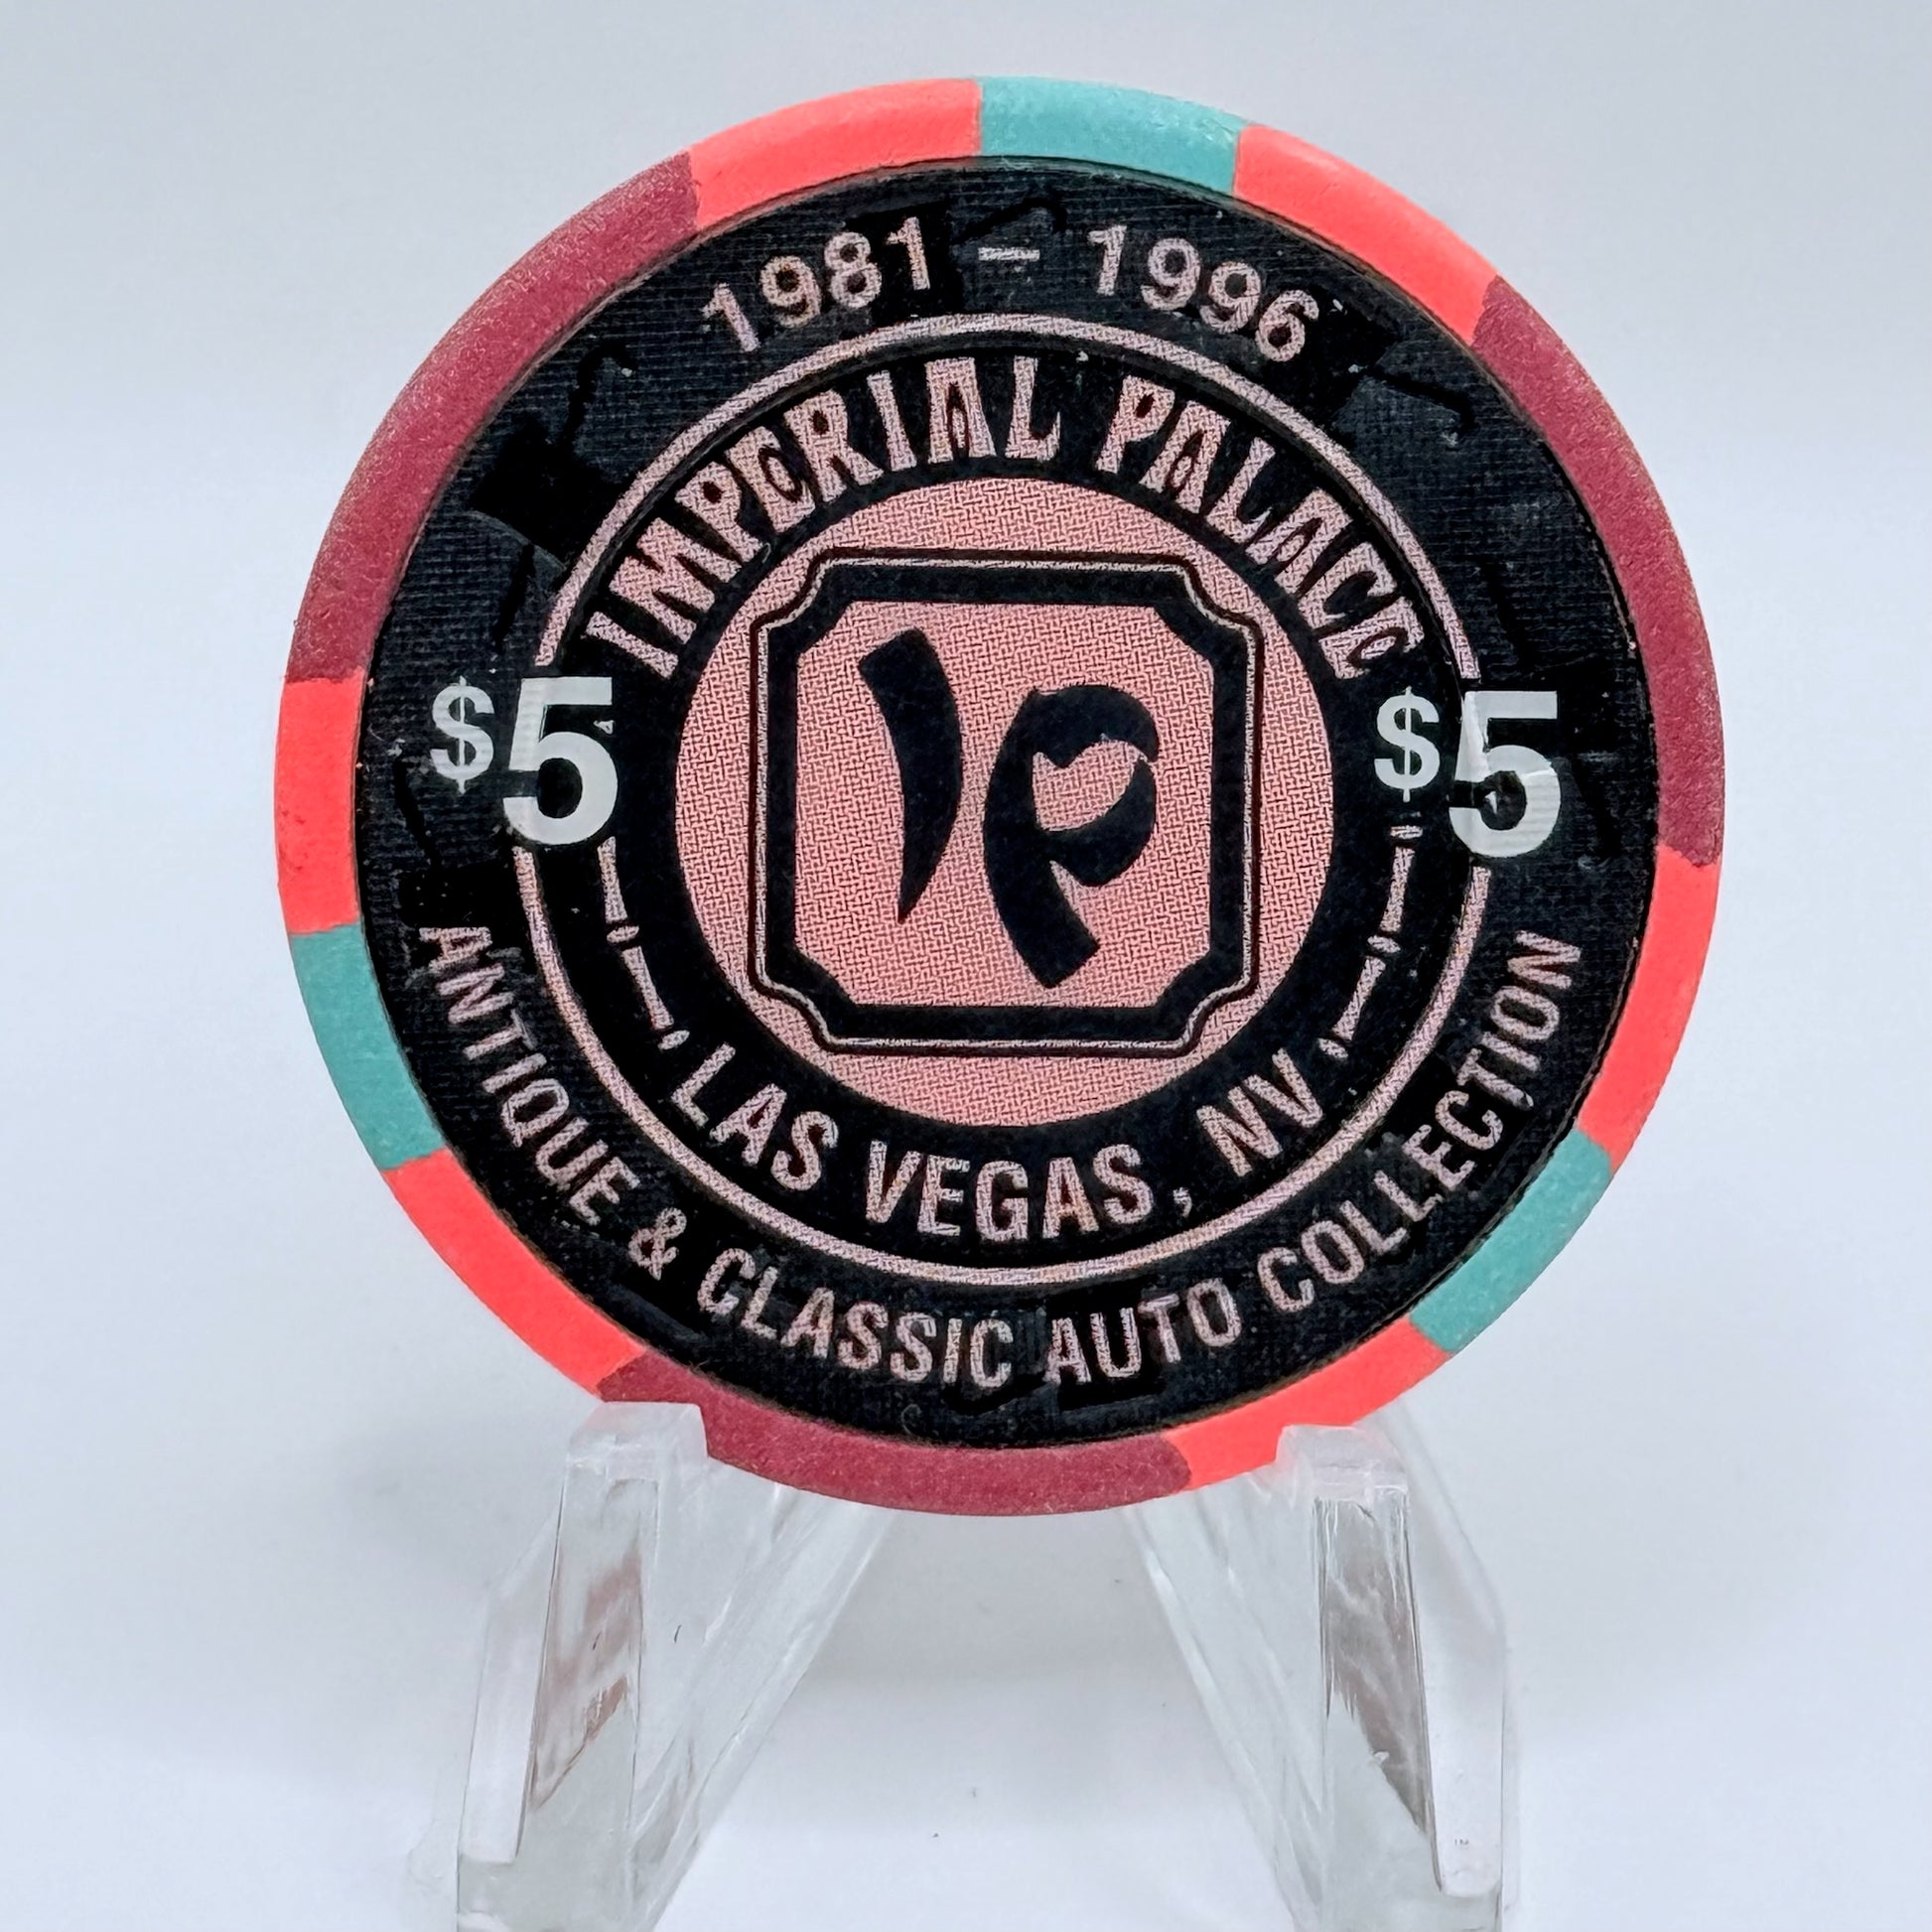 1981 – 1996
IMPERIAL PALACE
$5
IP
$5
LAS VEGAS, NV
ANTIQUE & CLASSIC AUTO COLLECTION